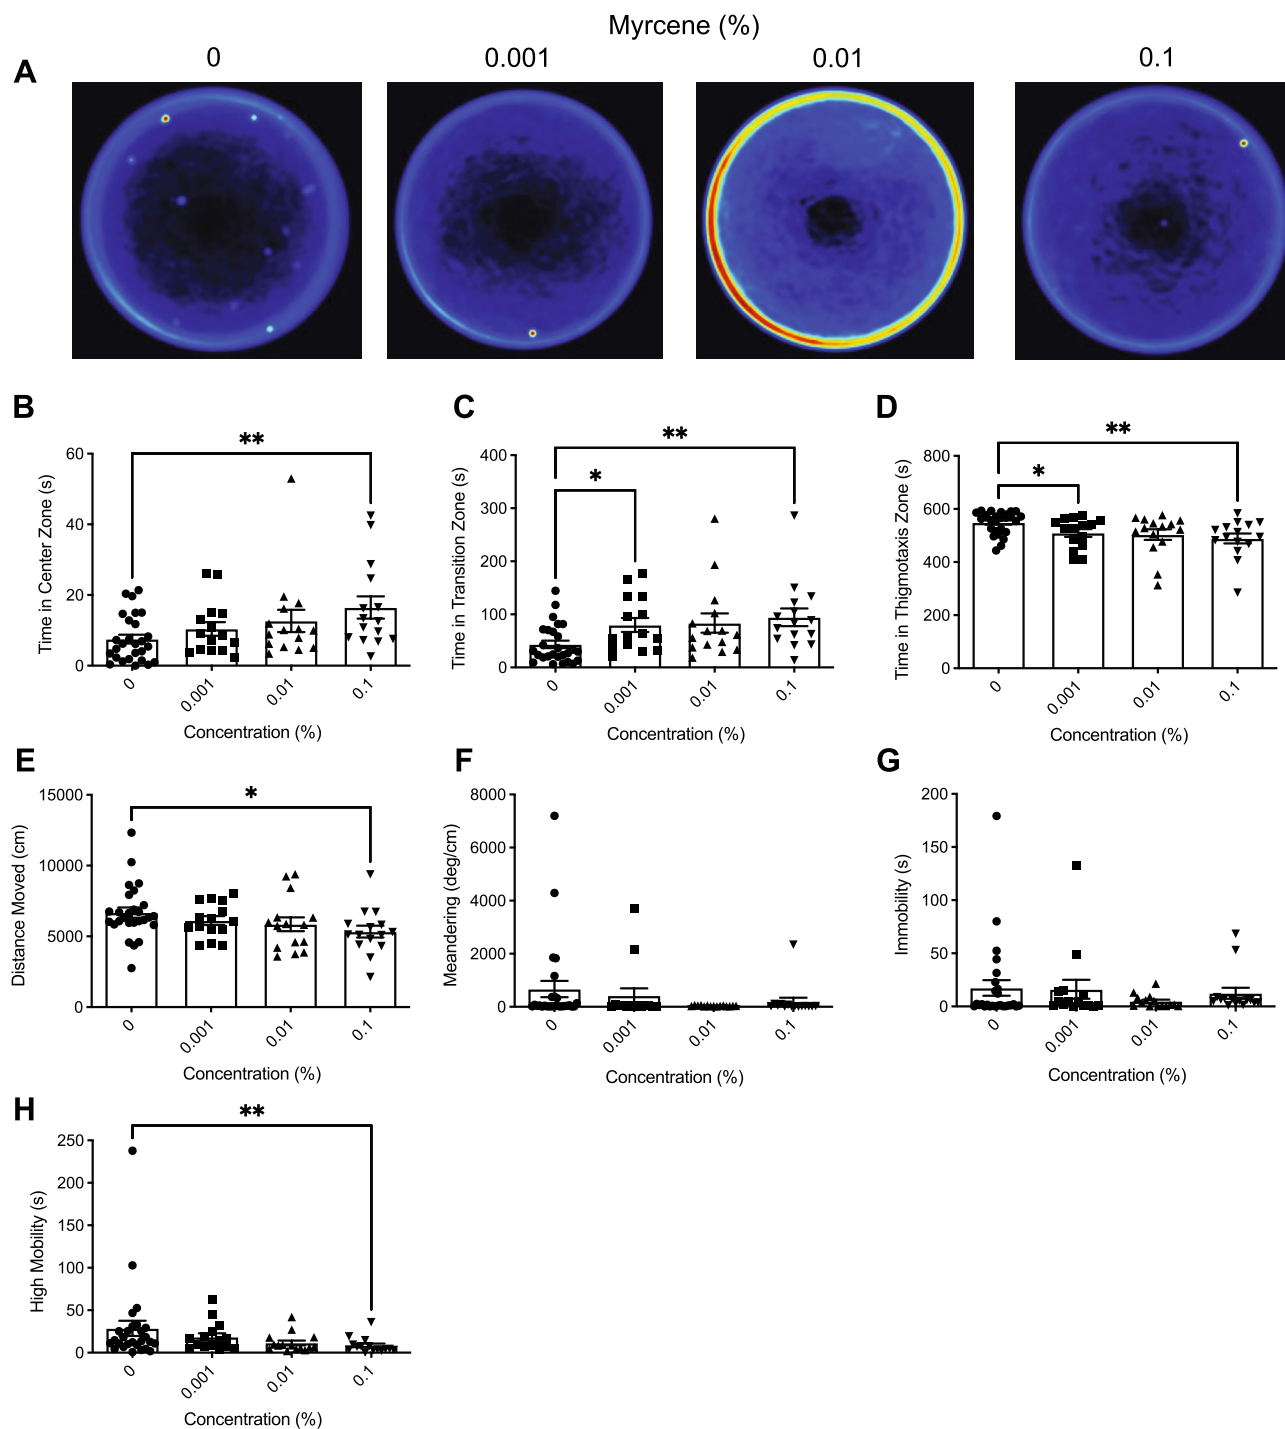 Myrcene (%)
0 0.001 0.01 0.1
A
B C D
** ** **
* *
Time in Center Zone (s)
60
40
20
0
0 0.001 0.01 0.1
Concentration (%)
Time in Transition Zone (s)
400
300
200
100
0
0 0.001 0.01 0.1
Concentration (%)
Time in Thigmotaxis Zone (s)
800
600
400
200
0
0 0.001 0.01 0.1
Concentration (%)
E F G
*
Distance Moved (cm)
15000
10000
5000
0
0 0.001 0.01 0.1
Concentration (%)
Meandering (deg/cm)
8000
6000
4000
2000
0
0 0.001 0.01 0.1
Concentration (%)
Immobility (s)
200
150
100
50
0
0 0.001 0.01 0.1
Concentration (%)
H
**
High Mobility (s)
250
200
150
100
50
0
0 0.001 0.01 0.1
Concentration (%)